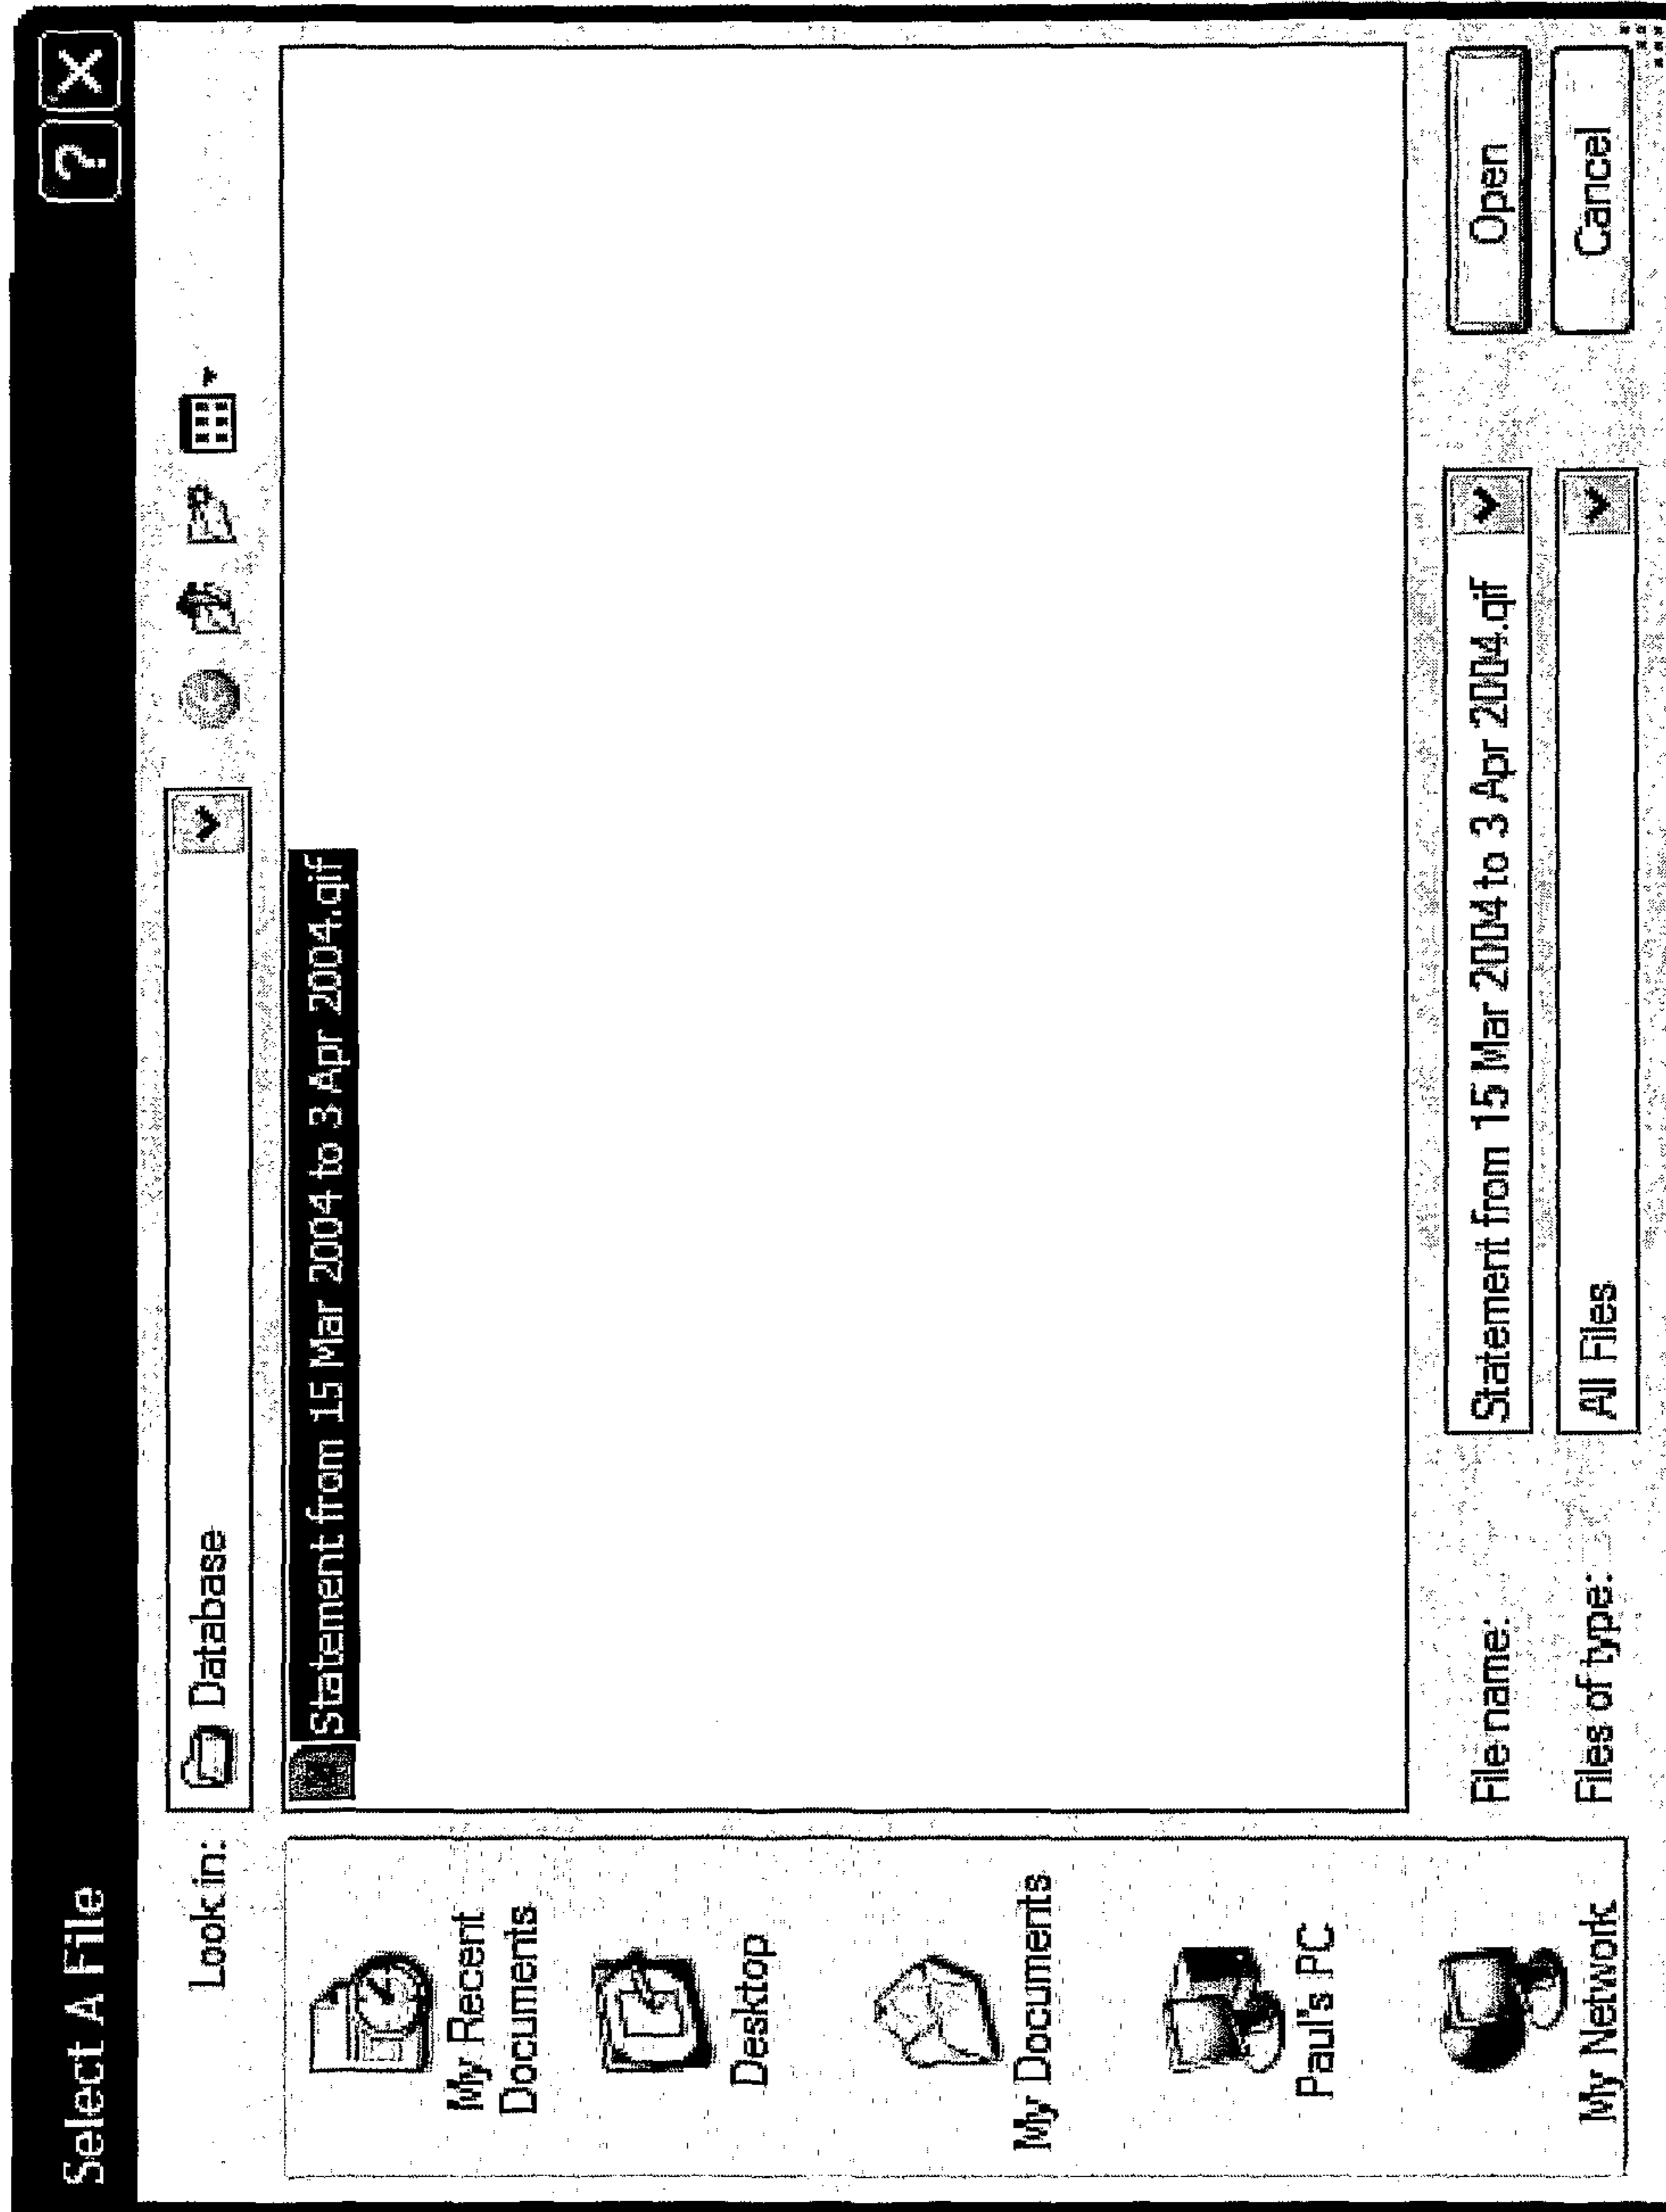 Select A File
? X
Look in:
Database
Statement from 15 Mar 2004 to 3 Apr 2004.qif
My Recent
Documents
Desktop
My Documents
Paul's PC
My Network
File name:
Statement from 15 Mar 2004 to 3 Apr 2004.qif
Open
Files of type:
All Files
Cancel